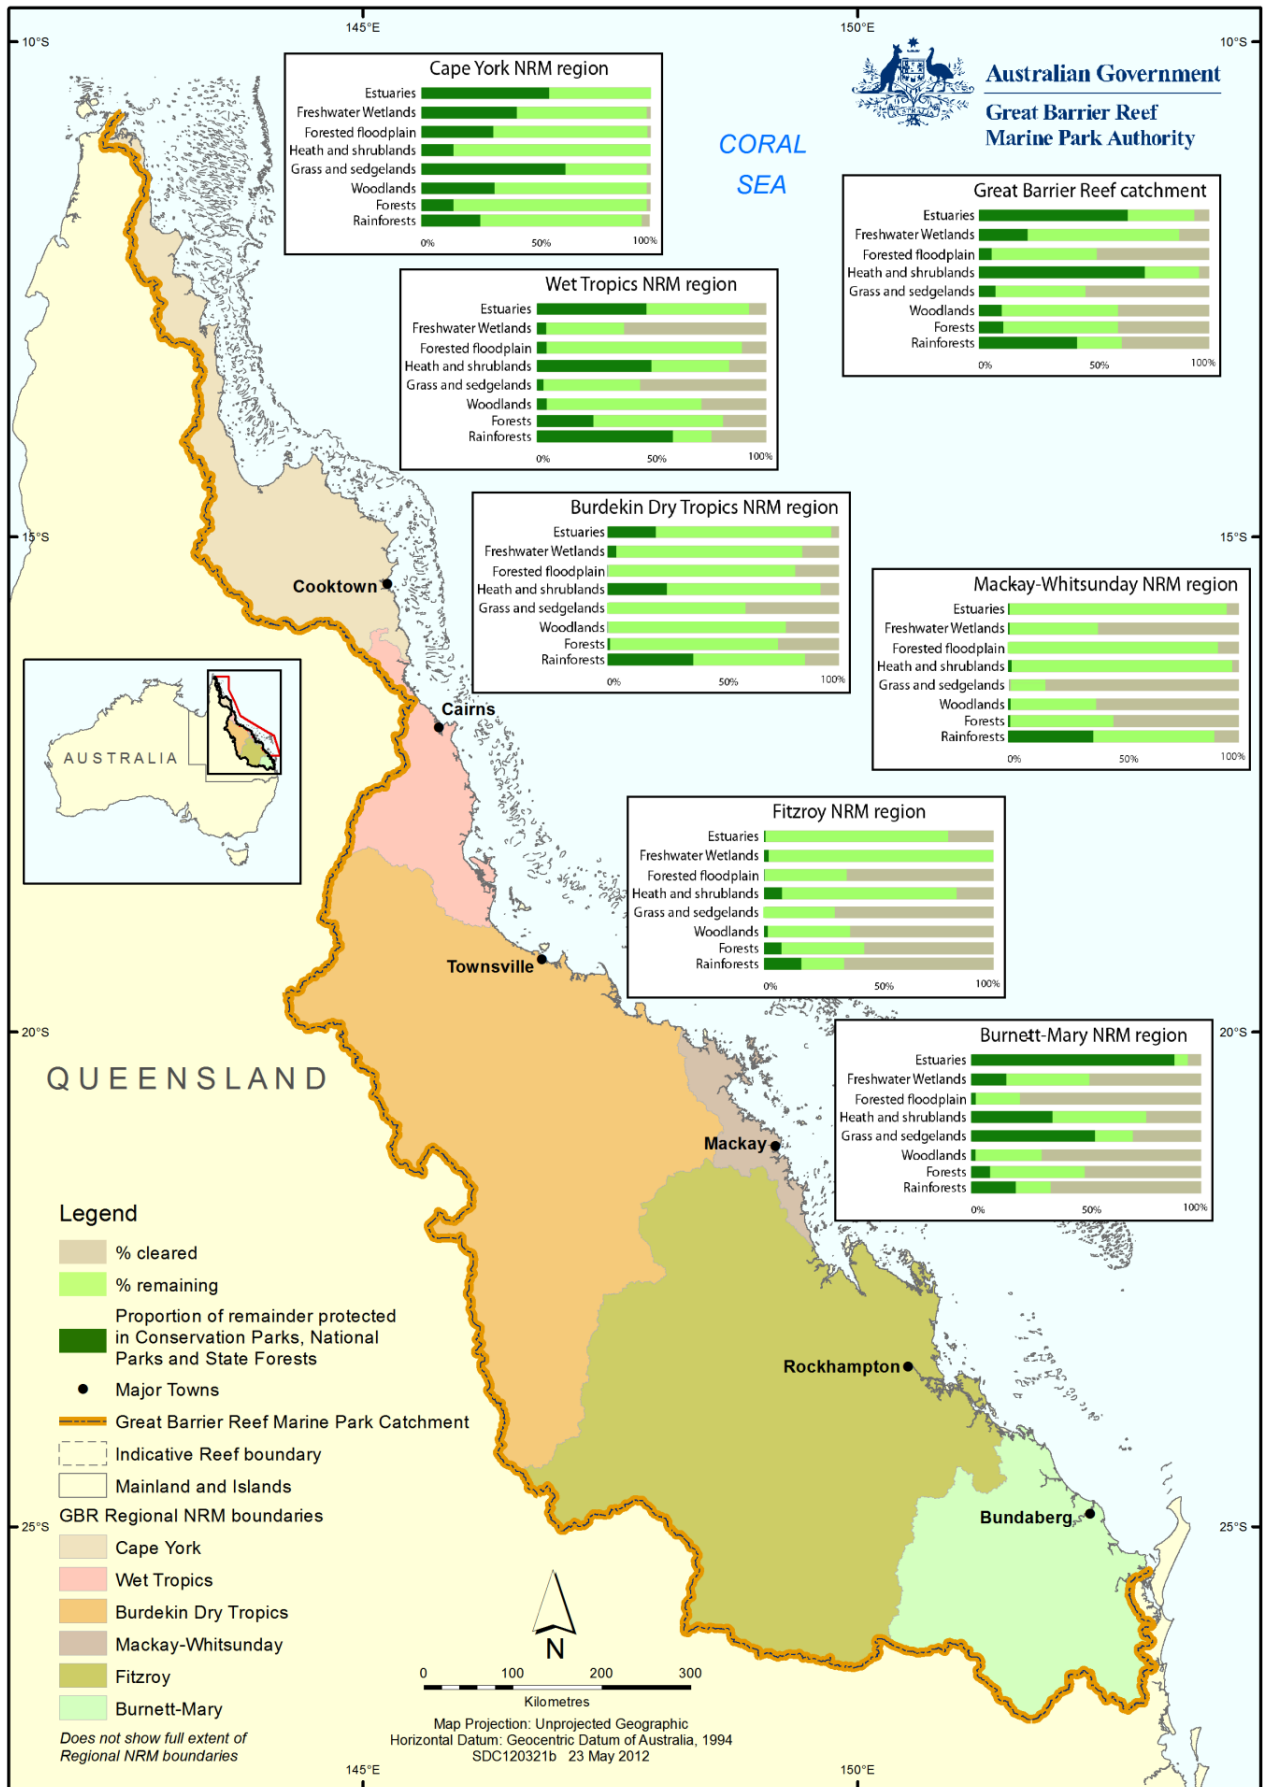 145°E
150°E
10°S
10°S
Australian Government
Great Barrier Reef
Marine Park Authority
CORAL
SEA
Cape York NRM region
Estuaries
Freshwater Wetlands
Forested floodplain
Heath and shrublands
Grass and sedgelands
Woodlands
Forests
Rainforests
0% 50% 100%
Great Barrier Reef catchment
Estuaries
Freshwater Wetlands
Forested floodplain
Heath and shrublands
Grass and sedgelands
Woodlands
Forests
Rainforests
0% 50% 100%
Wet Tropics NRM region
Estuaries
Freshwater Wetlands
Forested floodplain
Heath and shrublands
Grass and sedgelands
Woodlands
Forests
Rainforests
0% 50% 100%
Burdekin Dry Tropics NRM region
Estuaries
Freshwater Wetlands
Forested floodplain
Heath and shrublands
Grass and sedgelands
Woodlands
Forests
Rainforests
0% 50% 100%
15°S
15°S
Mackay-Whitsunday NRM region
Estuaries
Freshwater Wetlands
Forested floodplain
Heath and shrublands
Grass and sedgelands
Woodlands
Forests
Rainforests
0% 50% 100%
Cooktown
Cairns
AUSTRALIA
Fitzroy NRM region
Estuaries
Freshwater Wetlands
Forested floodplain
Heath and shrublands
Grass and sedgelands
Woodlands
Forests
Rainforests
0% 50% 100%
Townsville
20°S
20°S
Burnett-Mary NRM region
Estuaries
Freshwater Wetlands
Forested floodplain
Heath and shrublands
Grass and sedgelands
Woodlands
Forests
Rainforests
0% 50% 100%
QUEENSLAND
Mackay
Rockhampton
Bundaberg
Legend
% cleared
% remaining
Proportion of remainder protected
in Conservation Parks, National
Parks and State Forests
Major Towns
Great Barrier Reef Marine Park Catchment
Indicative Reef boundary
Mainland and Islands
GBR Regional NRM boundaries
25°S
25°S
Cape York
Wet Tropics
Burdekin Dry Tropics
Mackay-Whitsunday
Fitzroy
Burnett-Mary
Does not show full extent of
Regional NRM boundaries
N
0 100 200 300
Kilometres
Map Projection: Unprojected Geographic
Horizontal Datum: Geocentric Datum of Australia, 1994
SDC120321b 23 May 2012
145°E
150°E